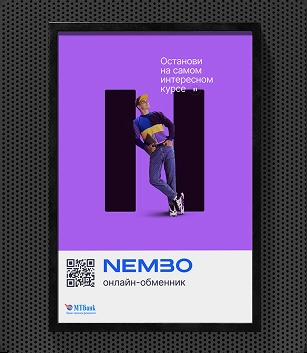 Останови
на самом
интересном
курсе
NEMBO
онлайн-обменник
MTBank